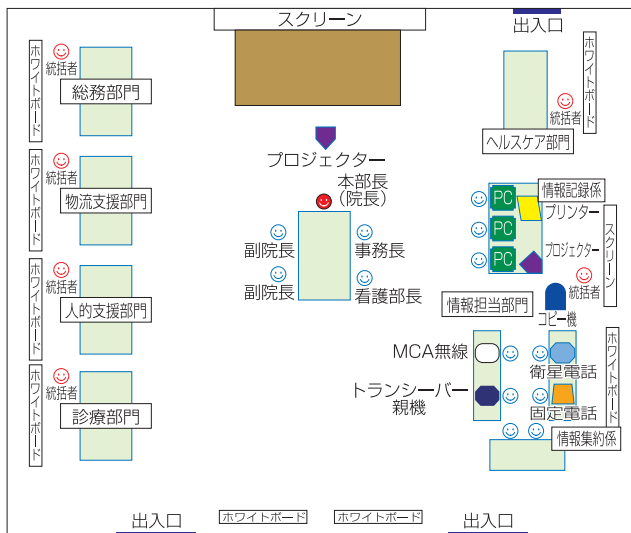 スクリーン
出入口
ホワイトボード
統括者
総務部門
ホワイトボード
統括者
ヘルスケア部門
プロジェクター
ホワイトボード
統括者
物流支援部門
本部長
(院長)
副院長
事務長
副院長
看護部長
PC
PC
PC
情報記録係
プリンター
プロジェクター
スクリーン
統括者
コピー機
情報担当部門
ホワイトボード
統括者
人的支援部門
MCA無線
トランシーバー
親機
衛星電話
固定電話
情報集約係
ホワイトボード
ホワイトボード
統括者
診療部門
出入口
ホワイトボード
ホワイトボード
出入口